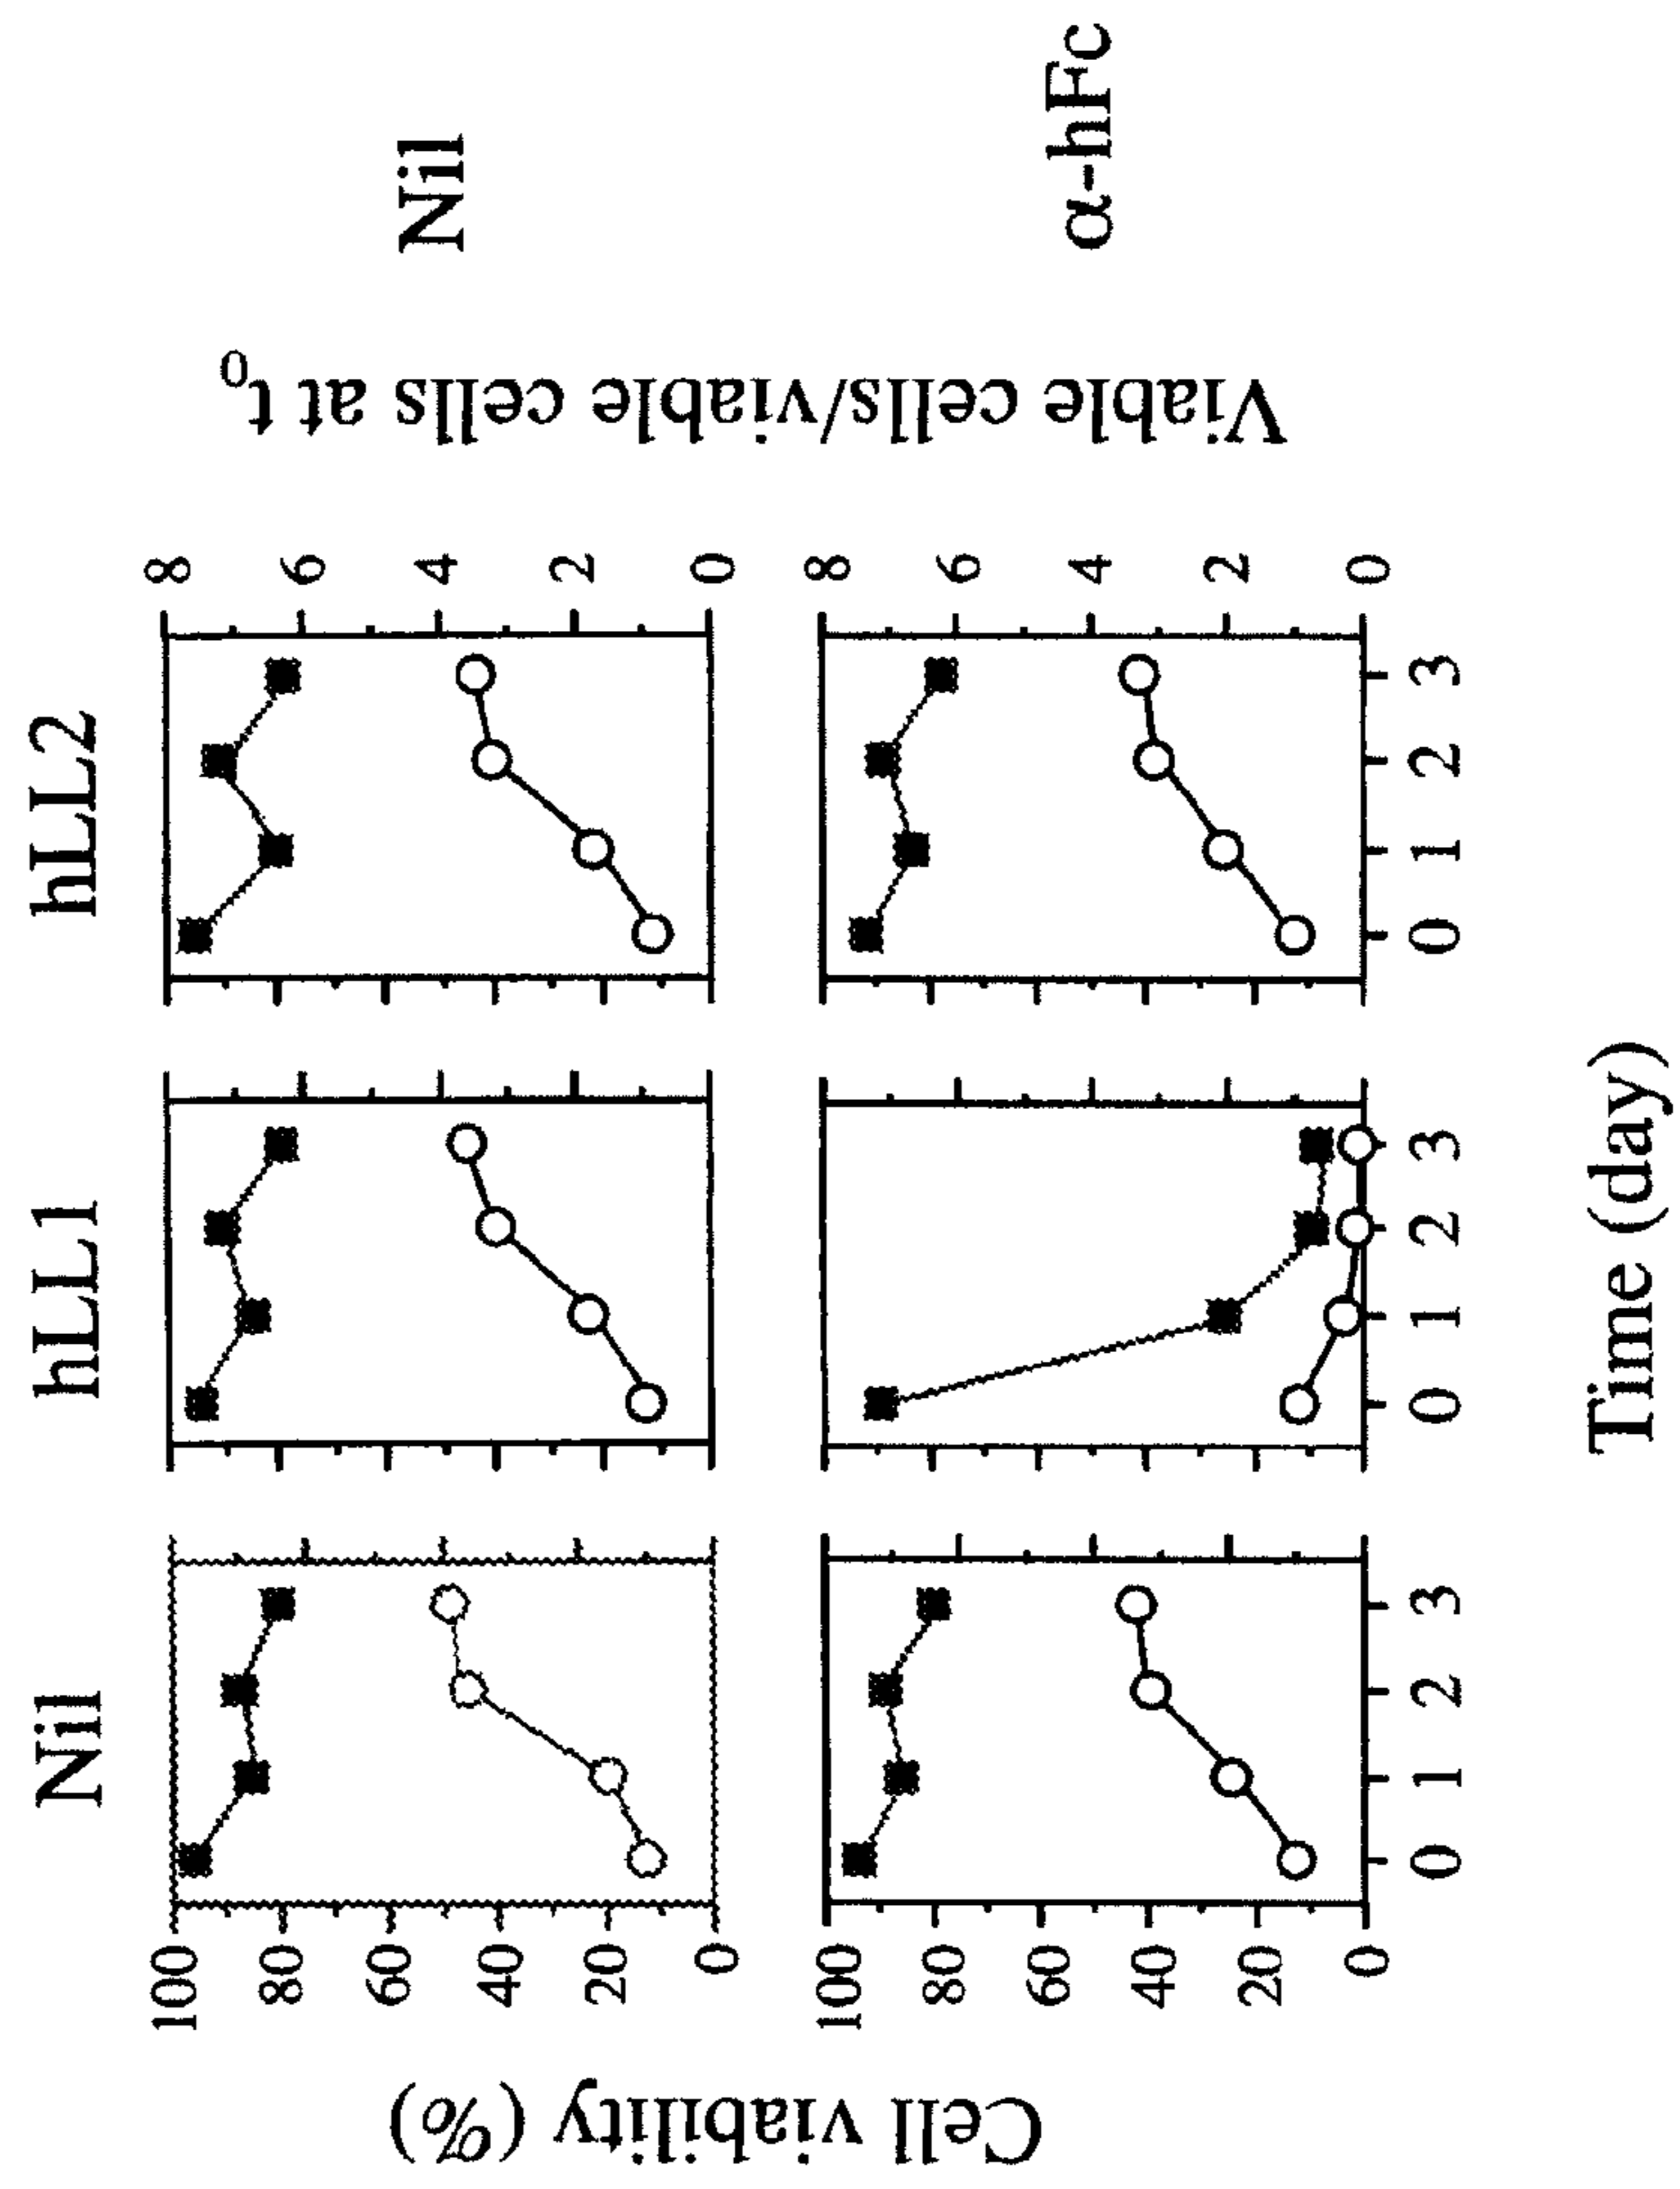 Nil
hLL1
hLL2
100
80
60
40
20
0
8
6
4
2
0
Nil
Cell viability (%)
Viable cells/viable cells at t₀
100
80
60
40
20
0
8
6
4
2
0
α-hFc
0 1 2 3
0 1 2 3
0 1 2 3
Time (day)